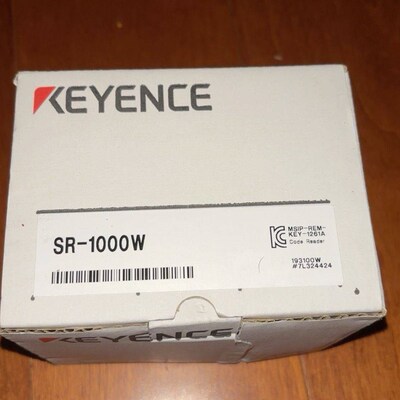 KEYENCE
SR-1000W
MSIP-REM-
KEY-1261A
Code Reader
193100W
#7L324424
KEYENCE